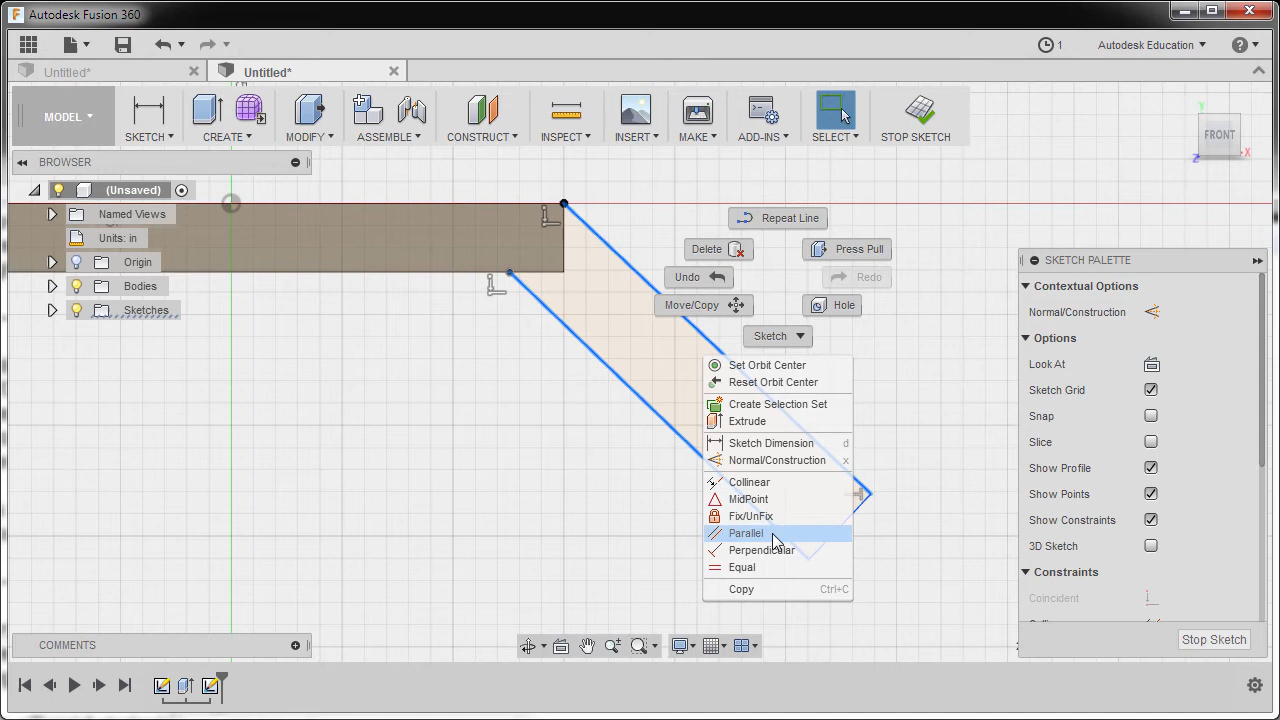 Autodesk Fusion 360
1 Autodesk Education
Untitled* Untitled*
MODEL SKETCH CREATE MODIFY ASSEMBLE CONSTRUCT INSPECT INSERT MAKE ADD-INS SELECT STOP SKETCH
Y
FRONT
X
Z
BROWSER
(Unsaved)
Named Views
Units: in
Origin
Bodies
Sketches
Repeat Line
Delete Press Pull
Undo Redo
Move/Copy Hole
Sketch
Set Orbit Center
Reset Orbit Center
Create Selection Set
Extrude
Sketch Dimension d
Normal/Construction x
Collinear
MidPoint
Fix/UnFix
Parallel
Perpendicular
Equal
Copy Ctrl+C
SKETCH PALETTE
Contextual Options
Normal/Construction
Options
Look At
Sketch Grid
Snap
Slice
Show Profile
Show Points
Show Constraints
3D Sketch
Constraints
Coincident
Stop Sketch
COMMENTS